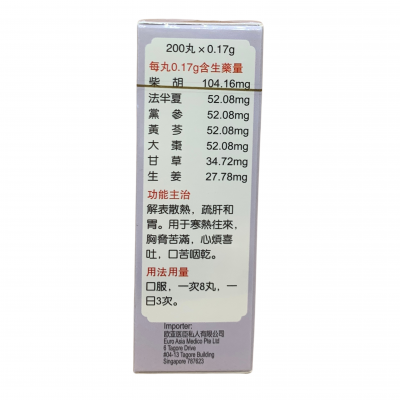 200丸×0.17g
每丸0.17g含生藥量
柴胡 104.16mg
法半夏 52.08mg
黨參 52.08mg
黃芩 52.08mg
大棗 52.08mg
甘草 34.72mg
生姜 27.78mg
功能主治
解表散熱，疏肝和
胃。用于寒熱往來，
胸脅苦滿，心煩喜
吐，口苦咽乾。
用法用量
口服，一次8丸，一
日3次。
Importer:
欧亚医药私人有限公司
Euro Asia Medico Pte Ltd
6 Tagore Drive
#04-13 Tagore Building
Singapore 787623